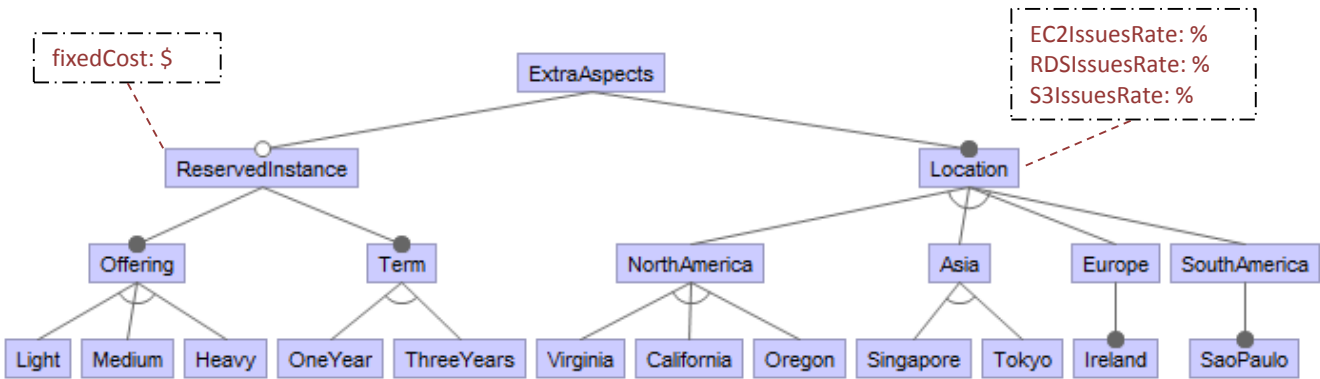 fixedCost: $
EC2IssuesRate: %
RDSIssuesRate: %
S3IssuesRate: %
ExtraAspects
ReservedInstance
Location
Offering
Term
NorthAmerica
Asia
Europe
SouthAmerica
Light
Medium
Heavy
OneYear
ThreeYears
Virginia
California
Oregon
Singapore
Tokyo
Ireland
SaoPaulo